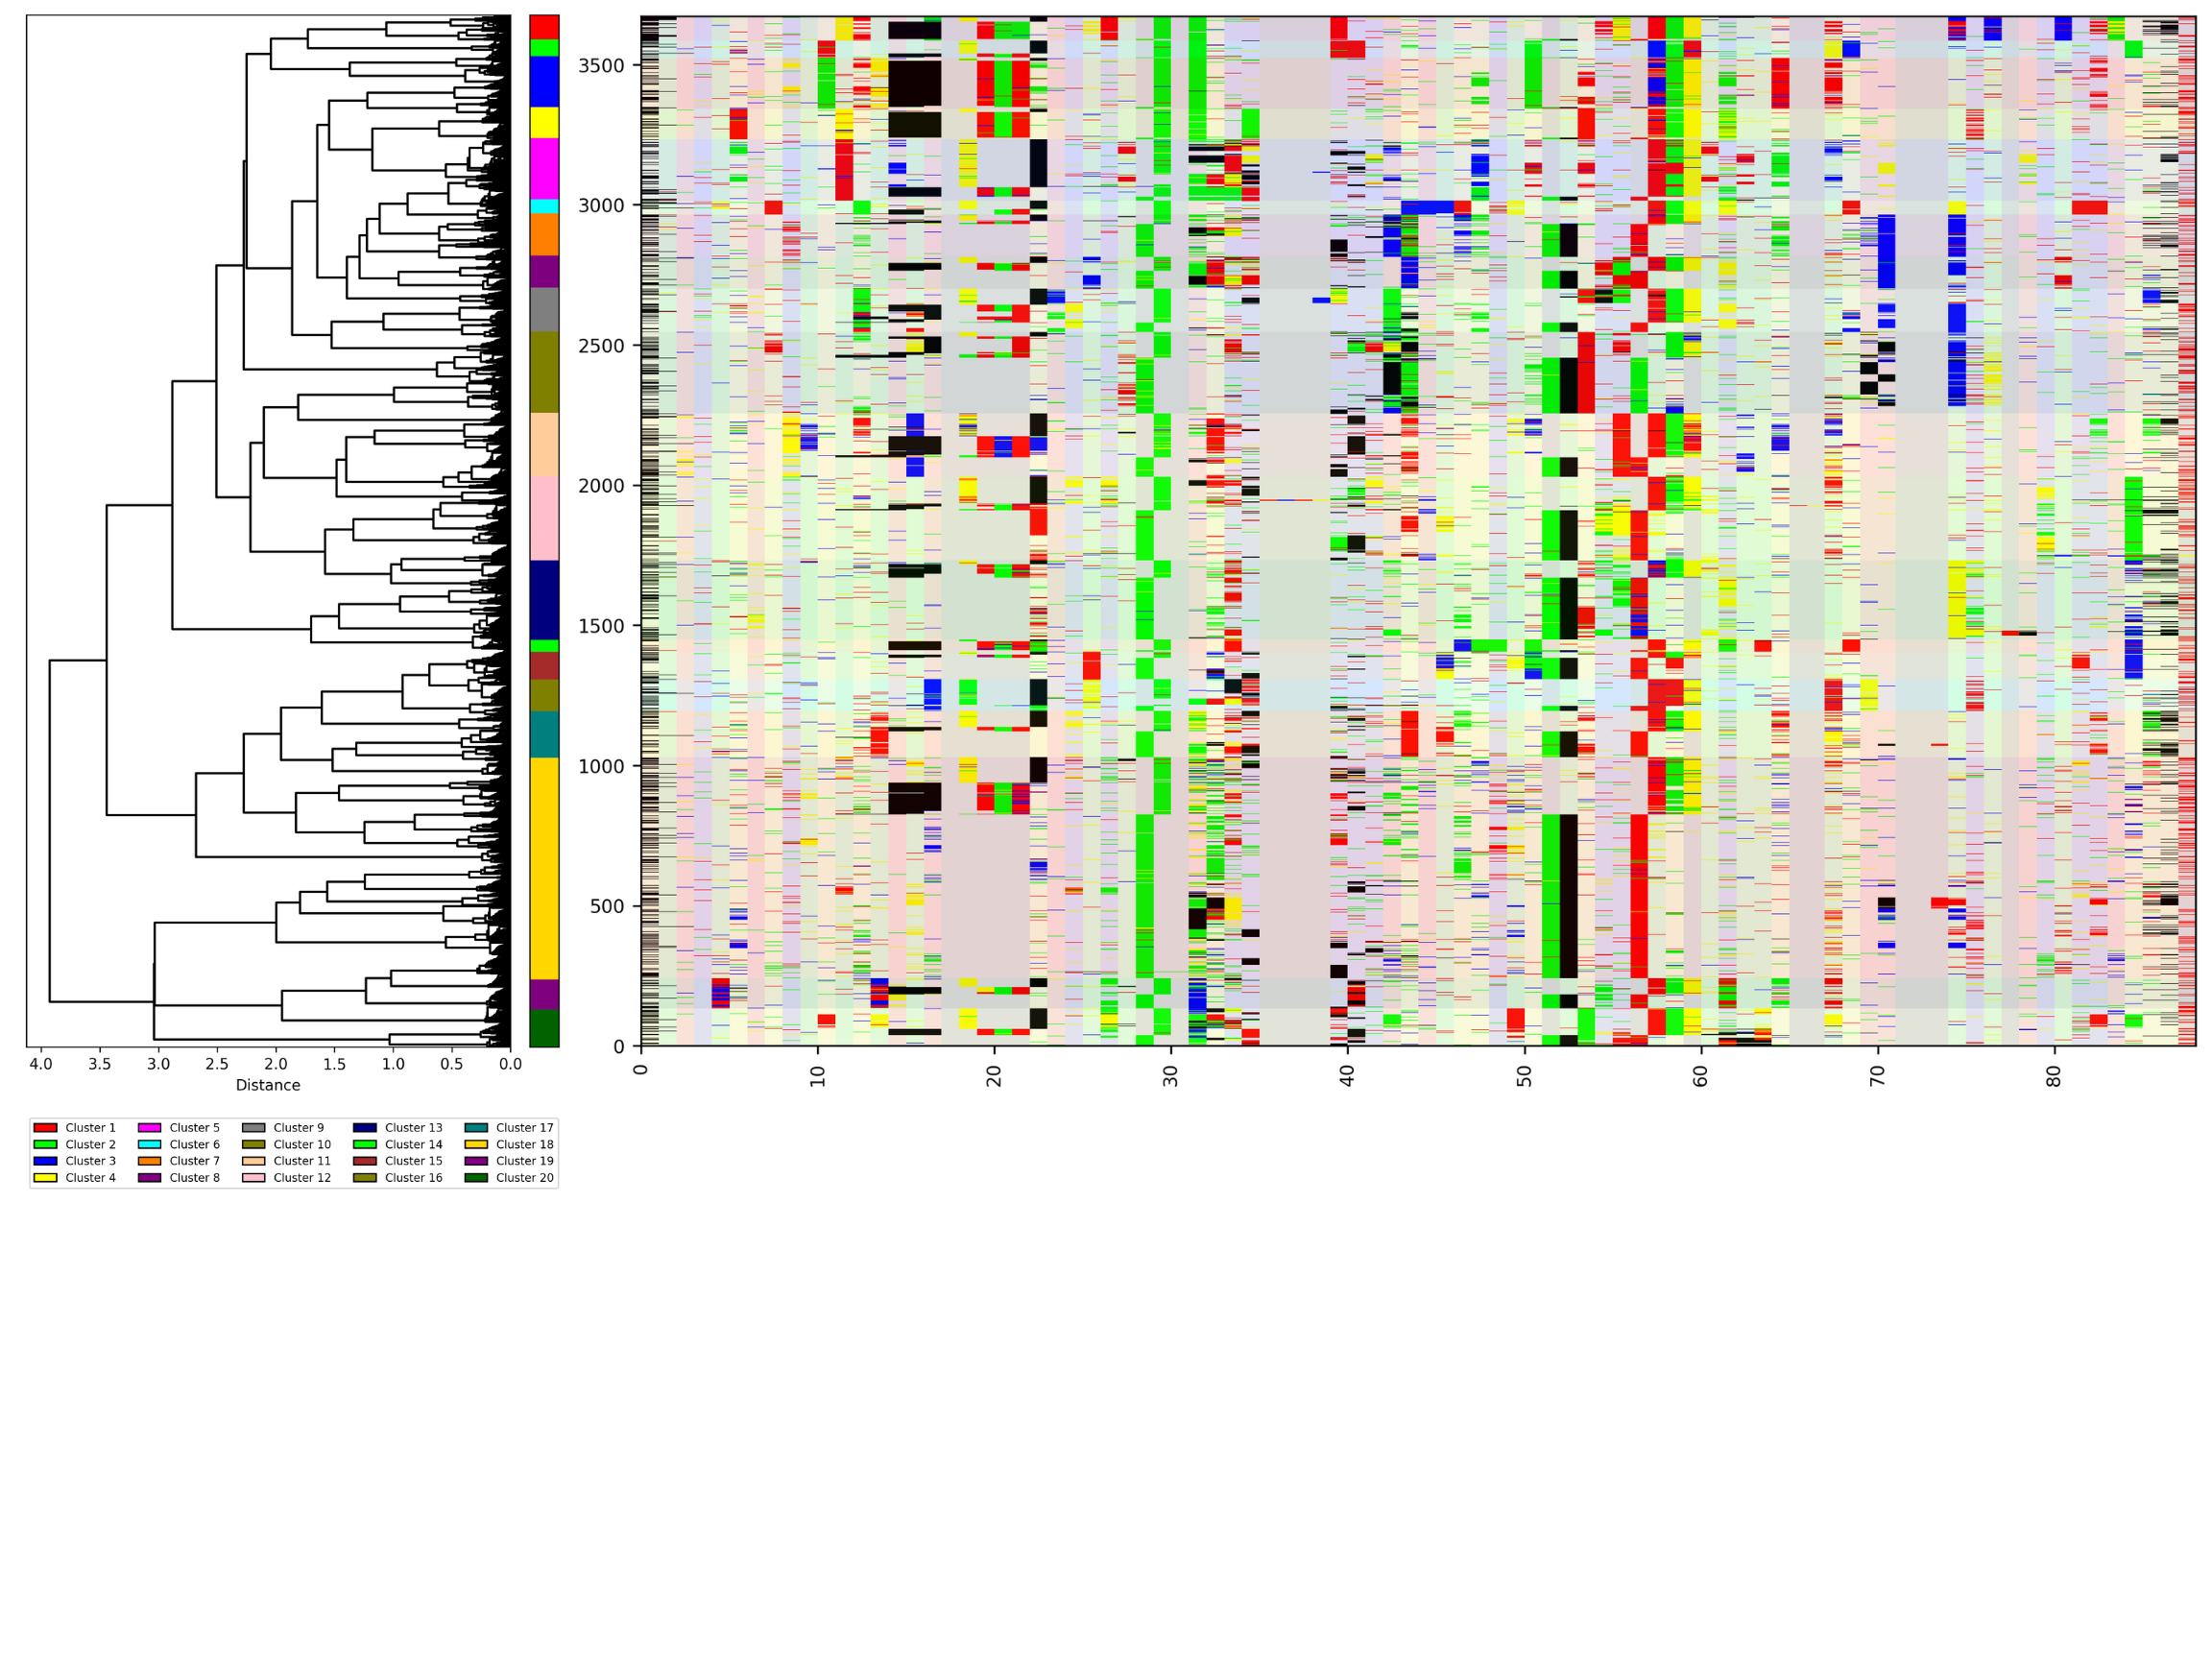 3500
3000
2500
2000
1500
1000
500
0
4.0 3.5 3.0 2.5 2.0 1.5 1.0 0.5 0.0
Distance
0 10 20 30 40 50 60 70 80
Cluster 1 Cluster 5 Cluster 9 Cluster 13 Cluster 17
Cluster 2 Cluster 6 Cluster 10 Cluster 14 Cluster 18
Cluster 3 Cluster 7 Cluster 11 Cluster 15 Cluster 19
Cluster 4 Cluster 8 Cluster 12 Cluster 16 Cluster 20